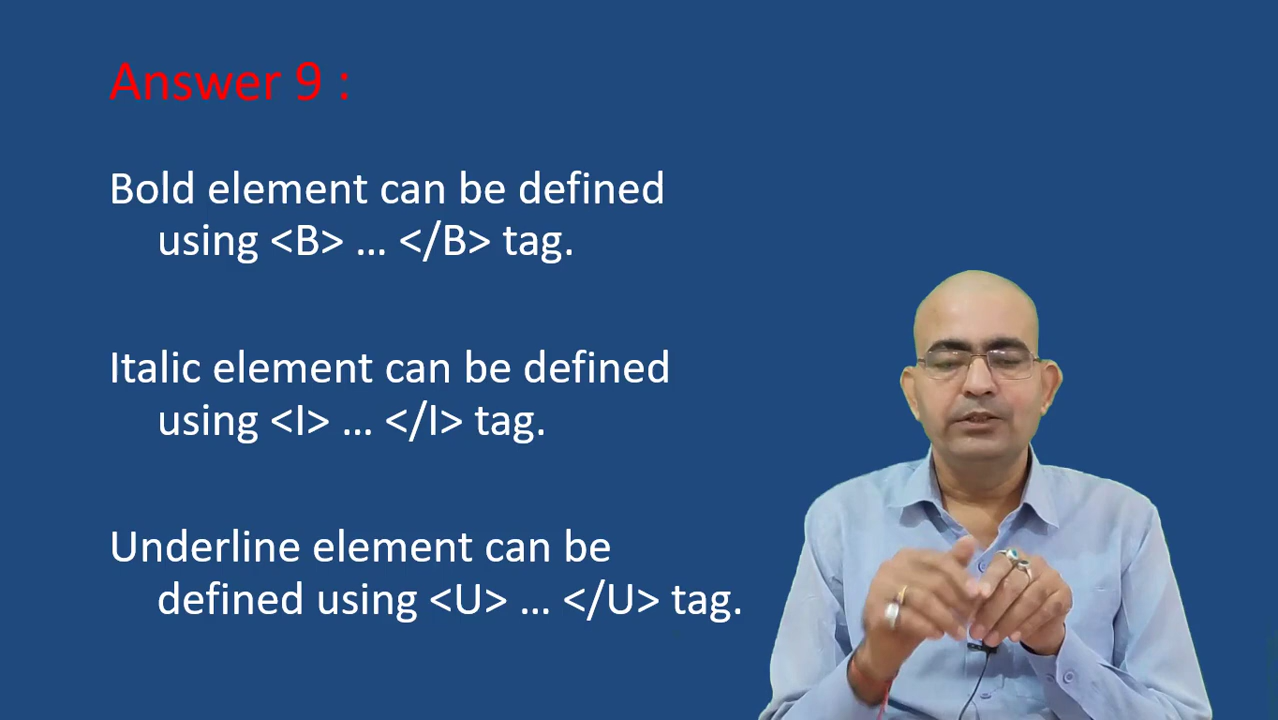 Answer 9 :
Bold element can be defined
using <B> ... </B> tag.
Italic element can be defined
using <I> ... </I> tag.
Underline element can be
defined using <U> ... </U> tag.